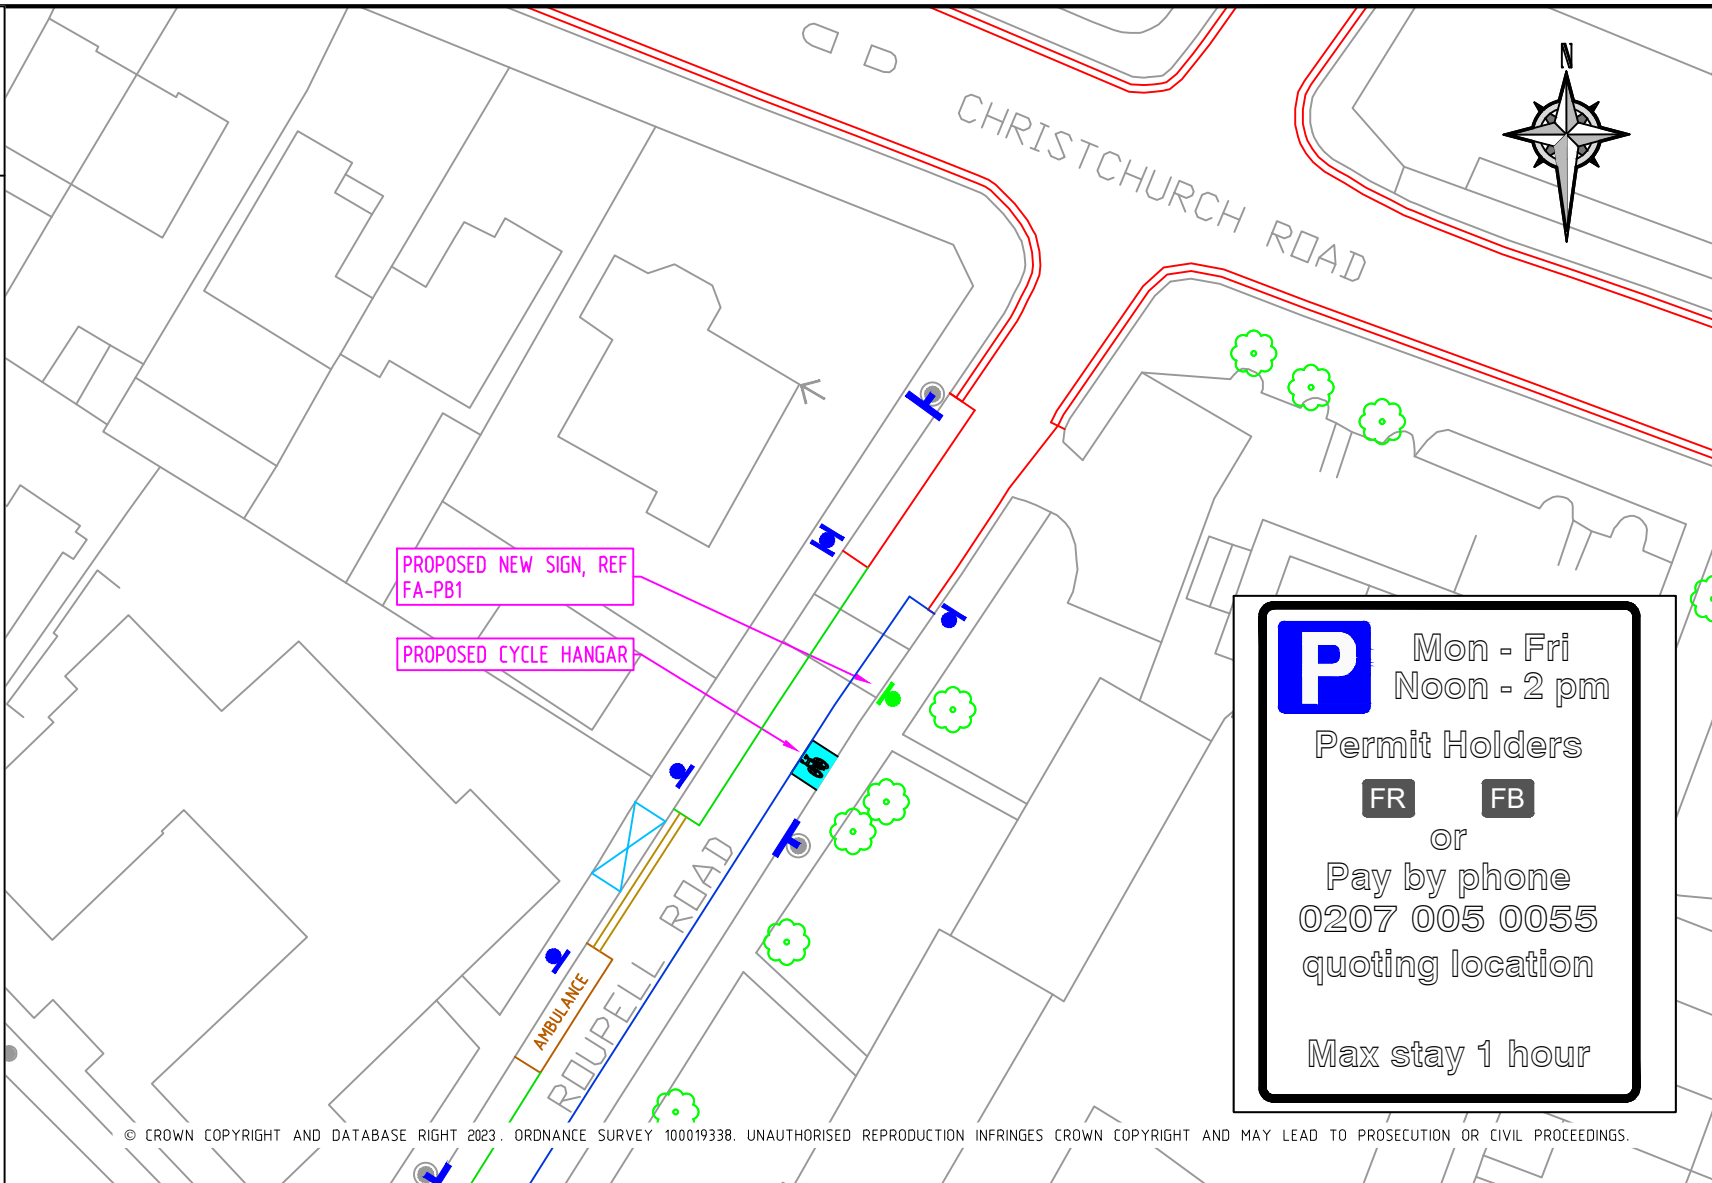 N
CHRISTCHURCH ROAD
PROPOSED NEW SIGN, REF
FA-PB1
PROPOSED CYCLE HANGAR
ROUPELL ROAD
AMBULANCE
P
Mon - Fri
Noon - 2 pm
Permit Holders
FR FB
or
Pay by phone
0207 005 0055
quoting location
Max stay 1 hour
© CROWN COPYRIGHT AND DATABASE RIGHT 2023. ORDNANCE SURVEY 100019338. UNAUTHORISED REPRODUCTION INFRINGES CROWN COPYRIGHT AND MAY LEAD TO PROSECUTION OR CIVIL PROCEEDINGS.